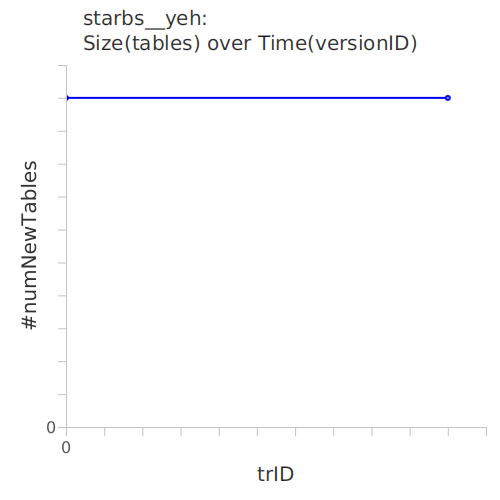 starbs__yeh:
Size(tables) over Time(versionID)
#numNewTables
0
0
trID